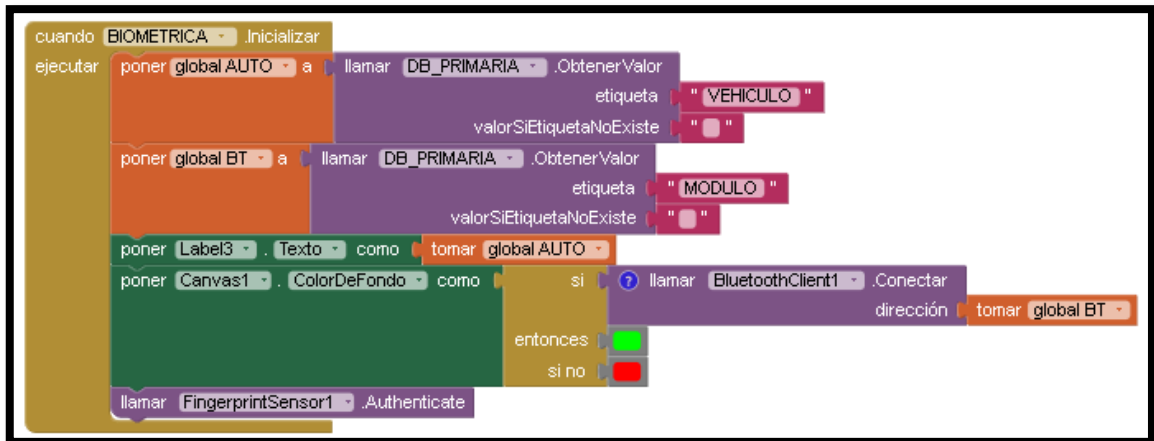 cuando BIOMETRICA .Inicializar
ejecutar poner global AUTO a llamar DB_PRIMARIA .ObtenerValor
etiqueta " VEHICULO "
valorSiEtiquetaNoExiste " "
poner global BT a llamar DB_PRIMARIA .ObtenerValor
etiqueta " MODULO "
valorSiEtiquetaNoExiste " "
poner Label3 . Texto como tomar global AUTO
poner Canvas1 . ColorDeFondo como si ? llamar BluetoothClient1 .Conectar
dirección tomar global BT
entonces
si no
llamar FingerprintSensor1 .Authenticate